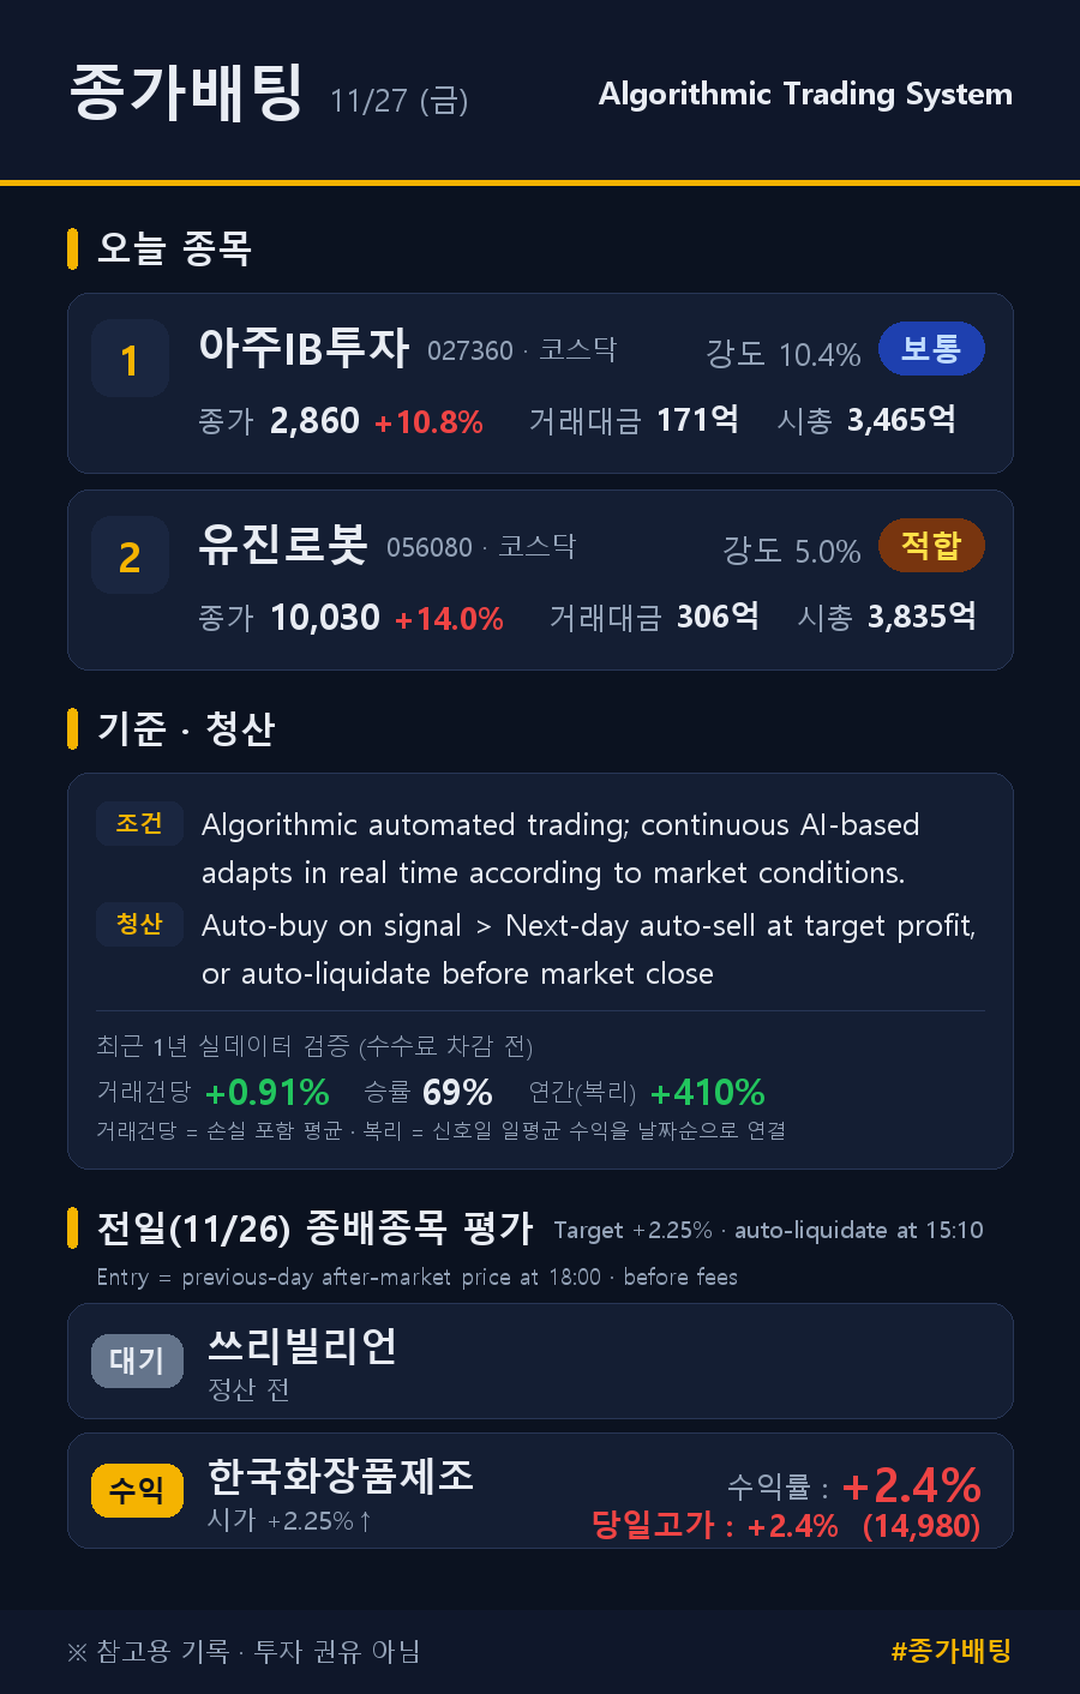 종가배팅 11/27 (금) Algorithmic Trading System
오늘 종목
1 아주IB투자 027360 · 코스닥 강도 10.4% 보통
종가 2,860 +10.8% 거래대금 171억 시총 3,465억
2 유진로봇 056080 · 코스닥 강도 5.0% 적합
종가 10,030 +14.0% 거래대금 306억 시총 3,835억
기준 · 청산
조건 Algorithmic automated trading; continuous AI-based
adapts in real time according to market conditions.
청산 Auto-buy on signal > Next-day auto-sell at target profit,
or auto-liquidate before market close
최근 1년 실데이터 검증 (수수료 차감 전)
거래건당 +0.91% 승률 69% 연간(복리) +410%
거래건당 = 손실 포함 평균 · 복리 = 신호일 일평균 수익을 날짜순으로 연결
전일(11/26) 종배종목 평가 Target +2.25% · auto-liquidate at 15:10
Entry = previous-day after-market price at 18:00 · before fees
대기 쓰리빌리언
정산 전
수익 한국화장품제조 수익률 : +2.4%
시가 +2.25%↑ 당일고가 : +2.4% (14,980)
※ 참고용 기록 · 투자 권유 아님 #종가배팅